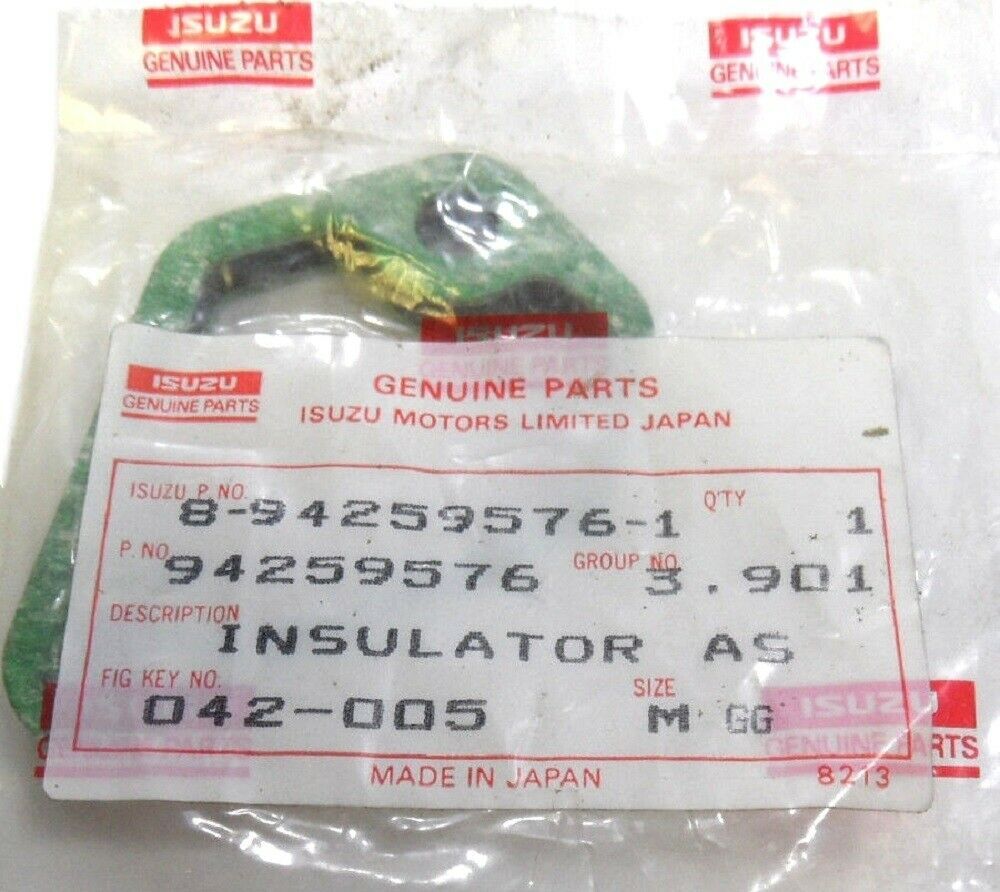 ISUZU
GENUINE PARTS
ISUZU
GENUINE PARTS
ISUZU
GENUINE PARTS
ISUZU
GENUINE PARTS
GENUINE PARTS
ISUZU MOTORS LIMITED JAPAN
ISUZU P.NO. 8-94259576-1 Q'TY 1
P.NO. 94259576 GROUP NO. 3.901
DESCRIPTION INSULATOR AS
FIG KEY NO. 042-005 SIZE M GG
ISUZU
GENUINE PARTS
MADE IN JAPAN 8213